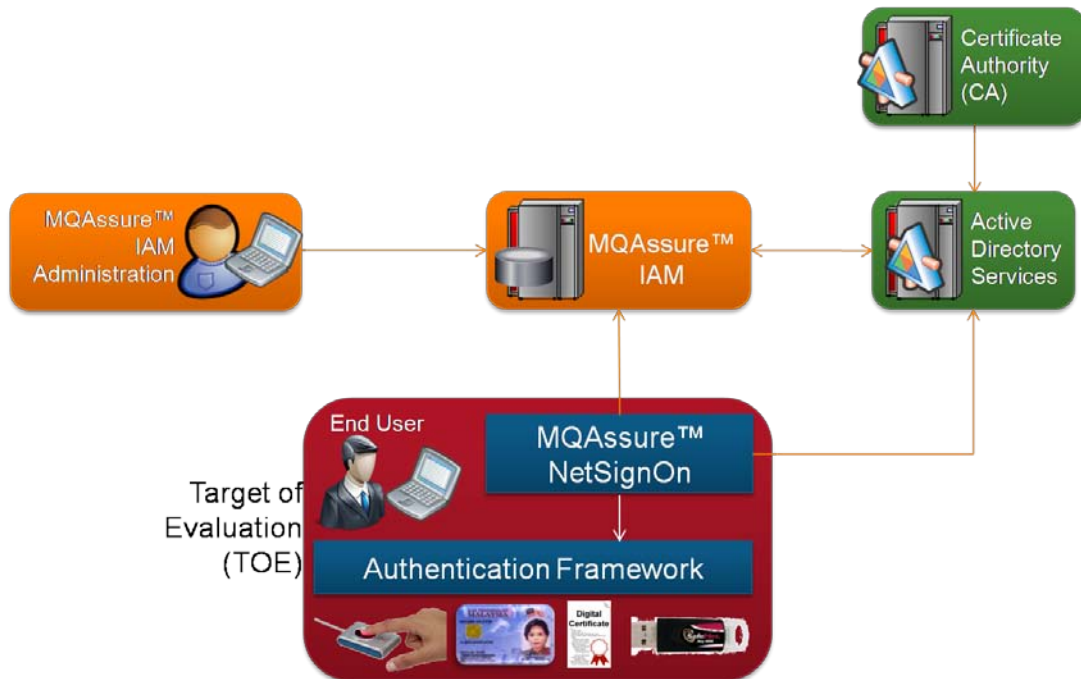 Certificate
Authority
(CA)
MQAssure™
IAM
Administration
MQAssure™
IAM
Active
Directory
Services
Target of
Evaluation
(TOE)
End User
MQAssure™
NetSignOn
Authentication Framework
MALAYSIA
Digital
Certificate